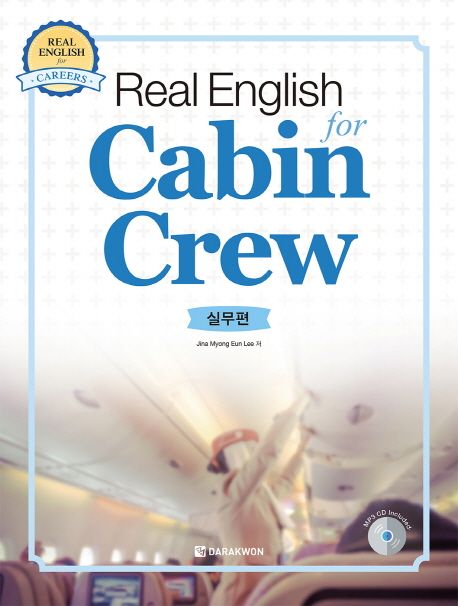 REAL
ENGLISH
for
CAREERS
Real English
for
Cabin
Crew
실무편
Jina Myong Eun Lee 저
MP3 CD Included
DARAKWON